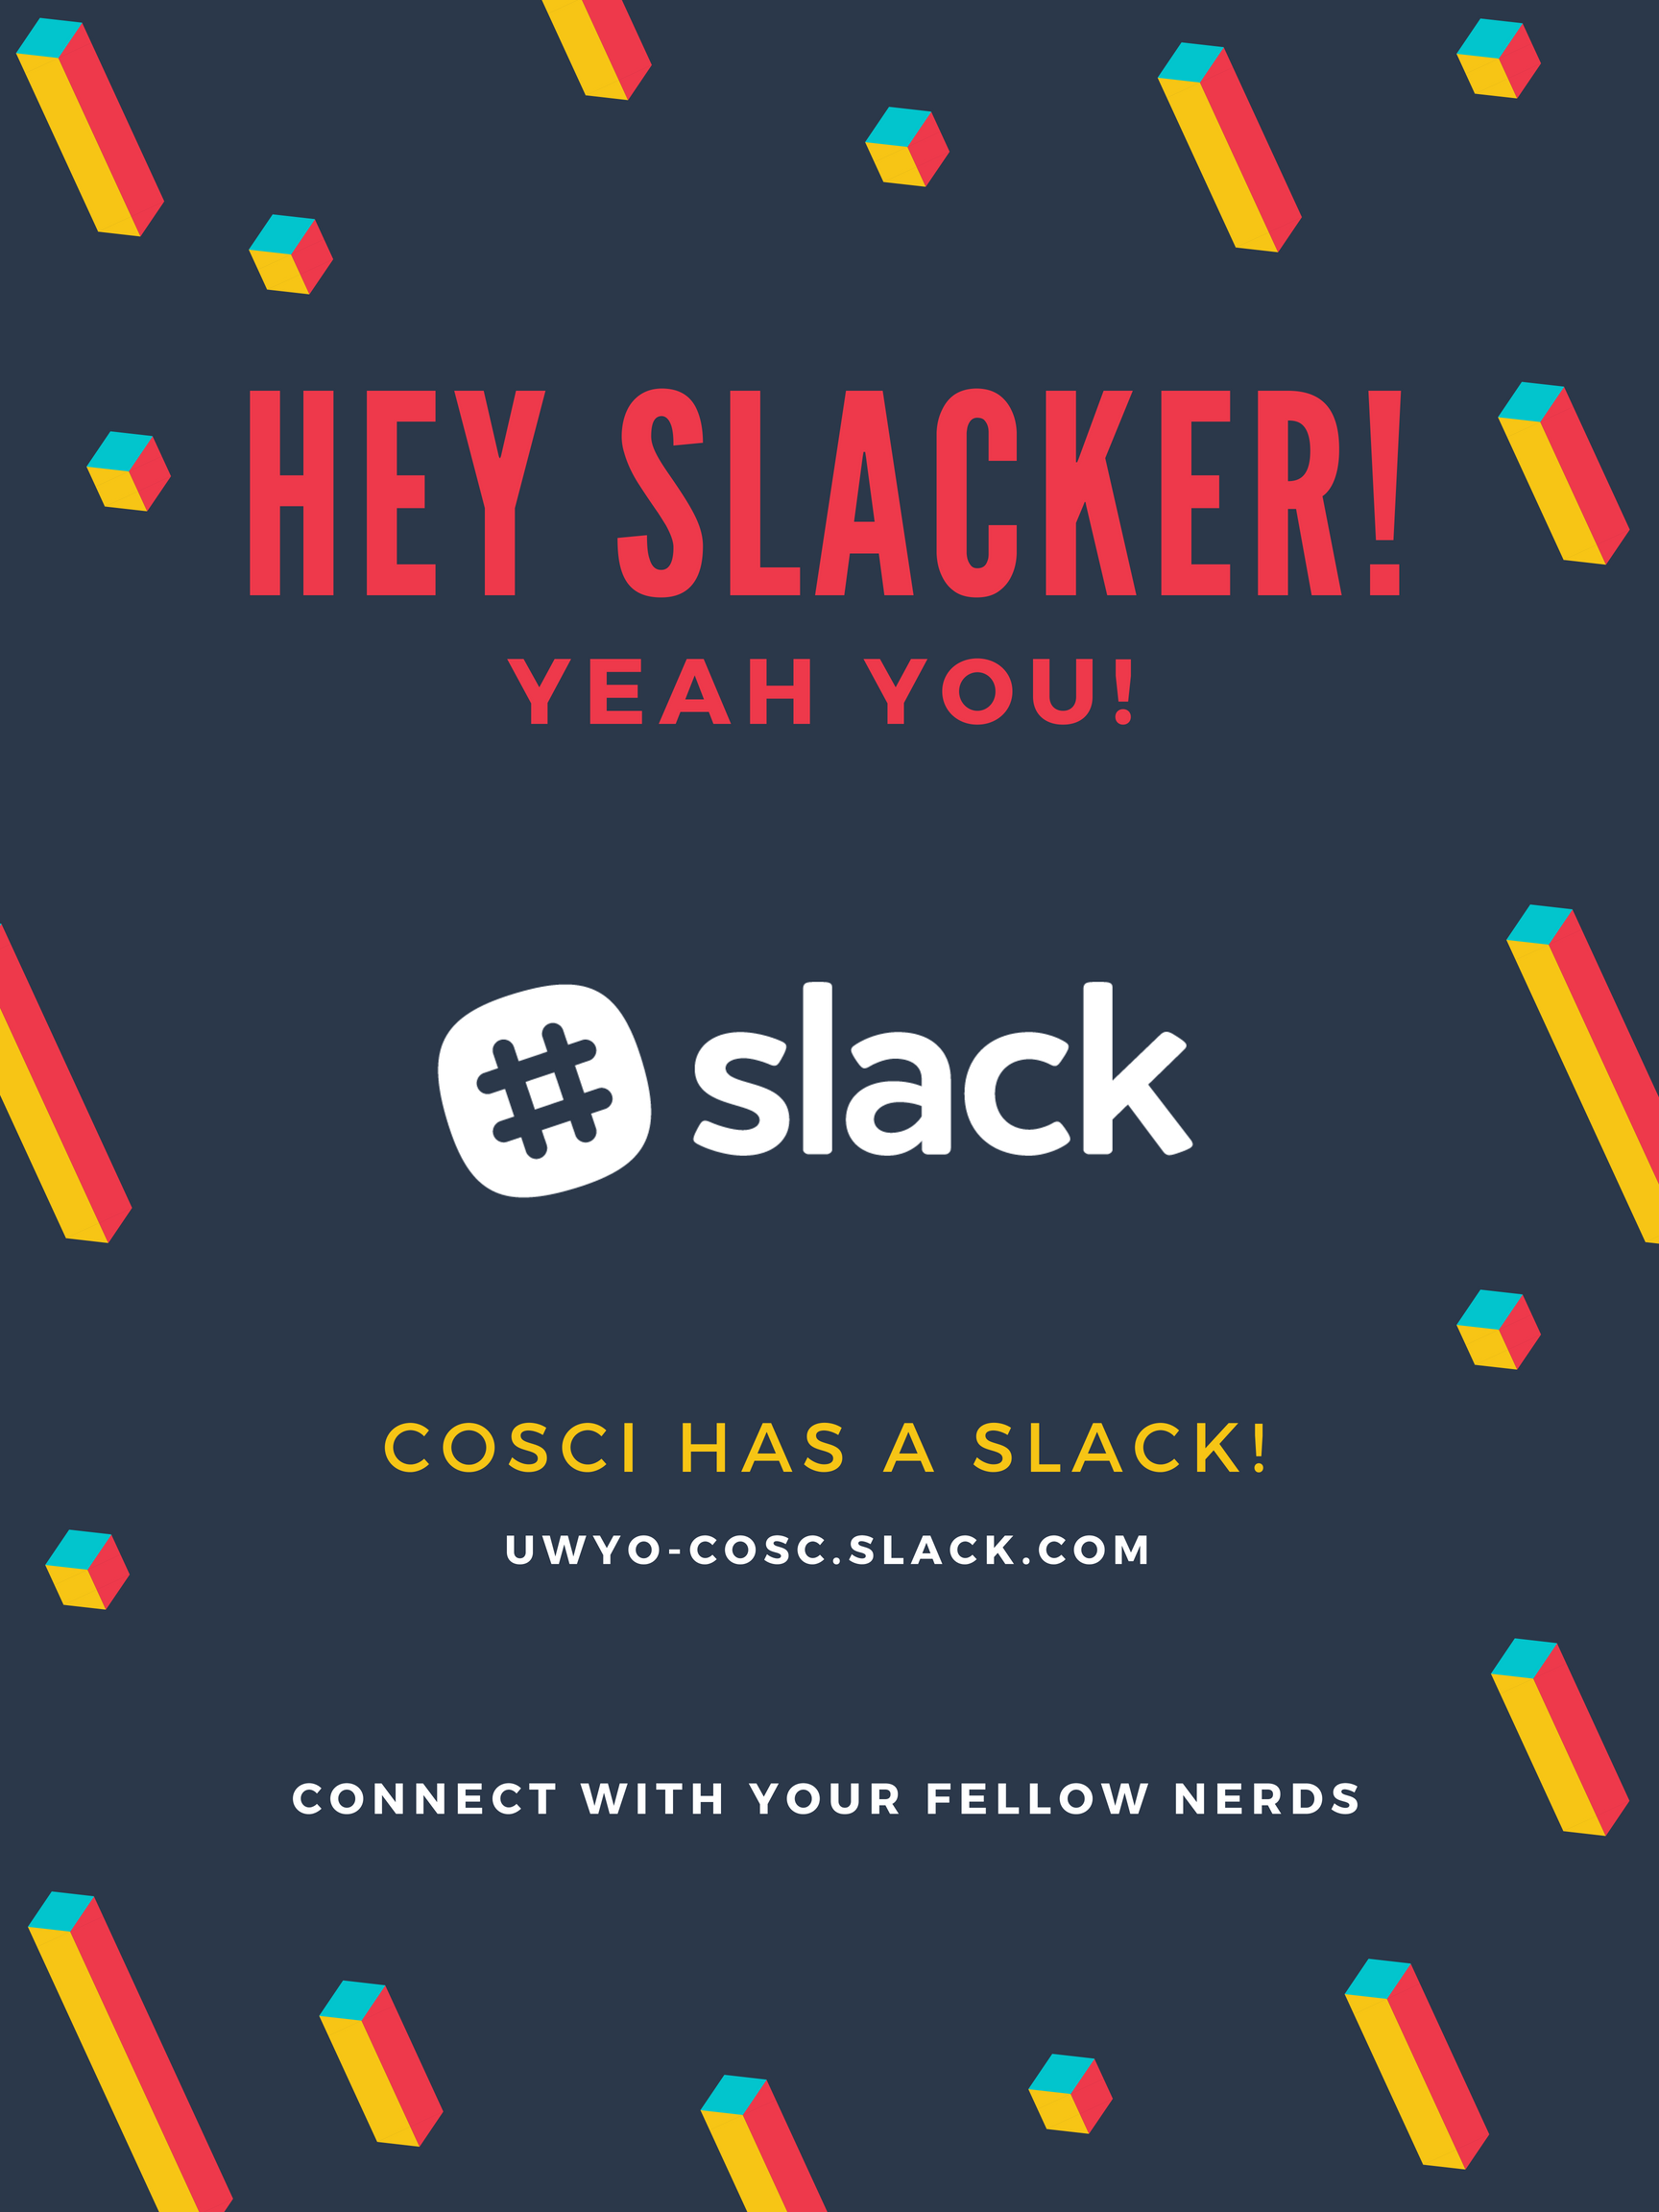 HEY SLACKER!
YEAH YOU!
slack
COSCI HAS A SLACK!
UWYO-COSC.SLACK.COM
CONNECT WITH YOUR FELLOW NERDS